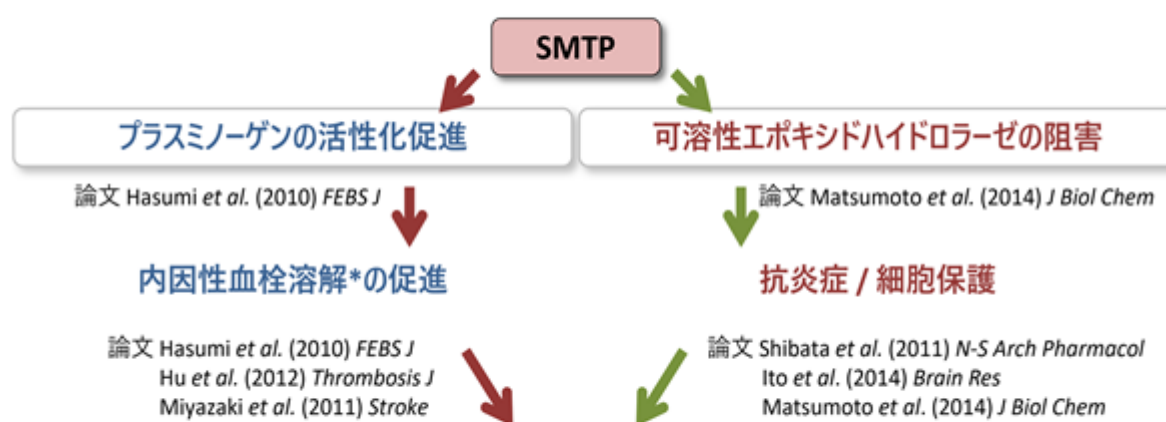 SMTP
プラスミノーゲンの活性化促進
可溶性エポキシドハイドロラーゼの阻害
論文 Hasumi et al. (2010) FEBS J
論文 Matsumoto et al. (2014) J Biol Chem
内因性血栓溶解*の促進
抗炎症 / 細胞保護
論文 Hasumi et al. (2010) FEBS J
Hu et al. (2012) Thrombosis J
Miyazaki et al. (2011) Stroke
論文 Shibata et al. (2011) N-S Arch Pharmacol
Ito et al. (2014) Brain Res
Matsumoto et al. (2014) J Biol Chem